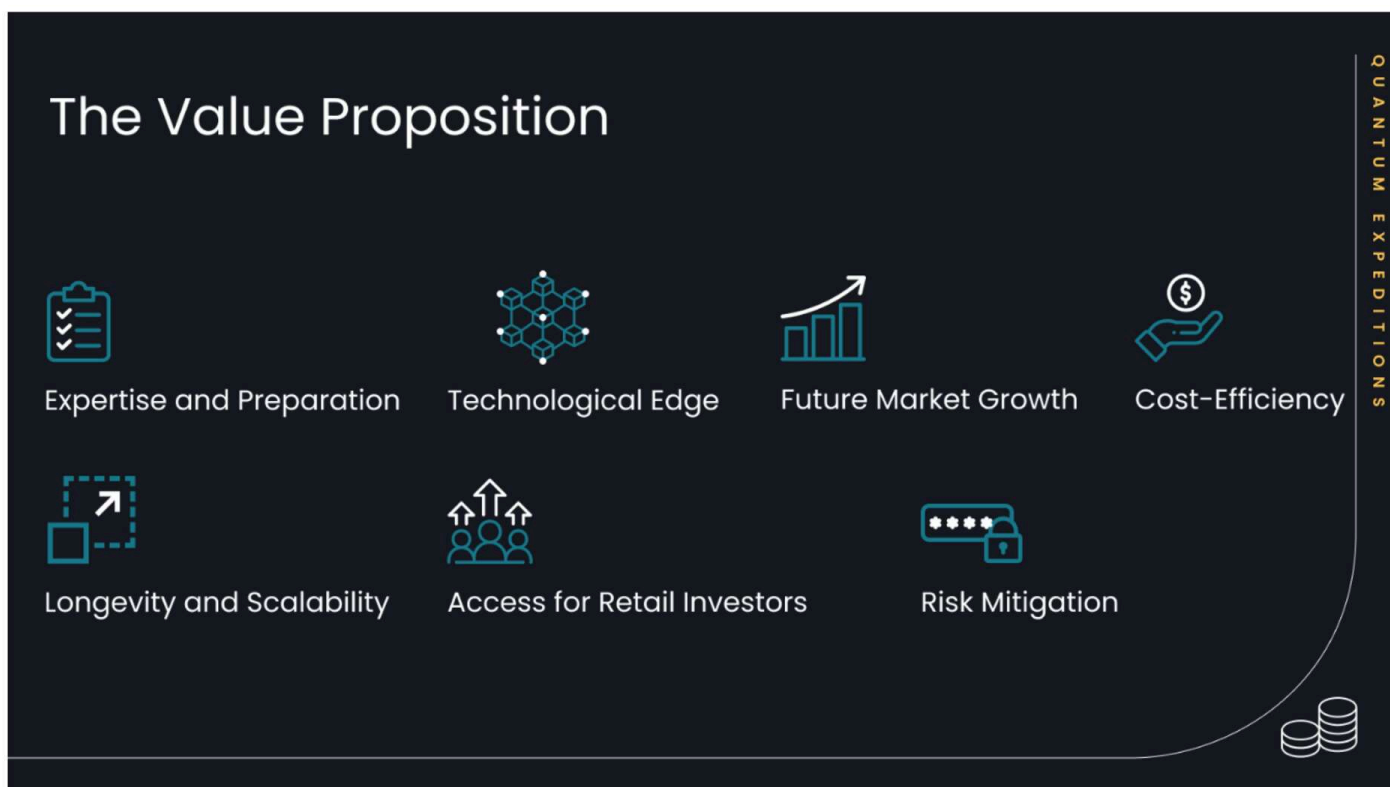 The Value Proposition
Expertise and Preparation
Technological Edge
Future Market Growth
Cost-Efficiency
Longevity and Scalability
Access for Retail Investors
Risk Mitigation
QUANTUM EXPEDITIONS